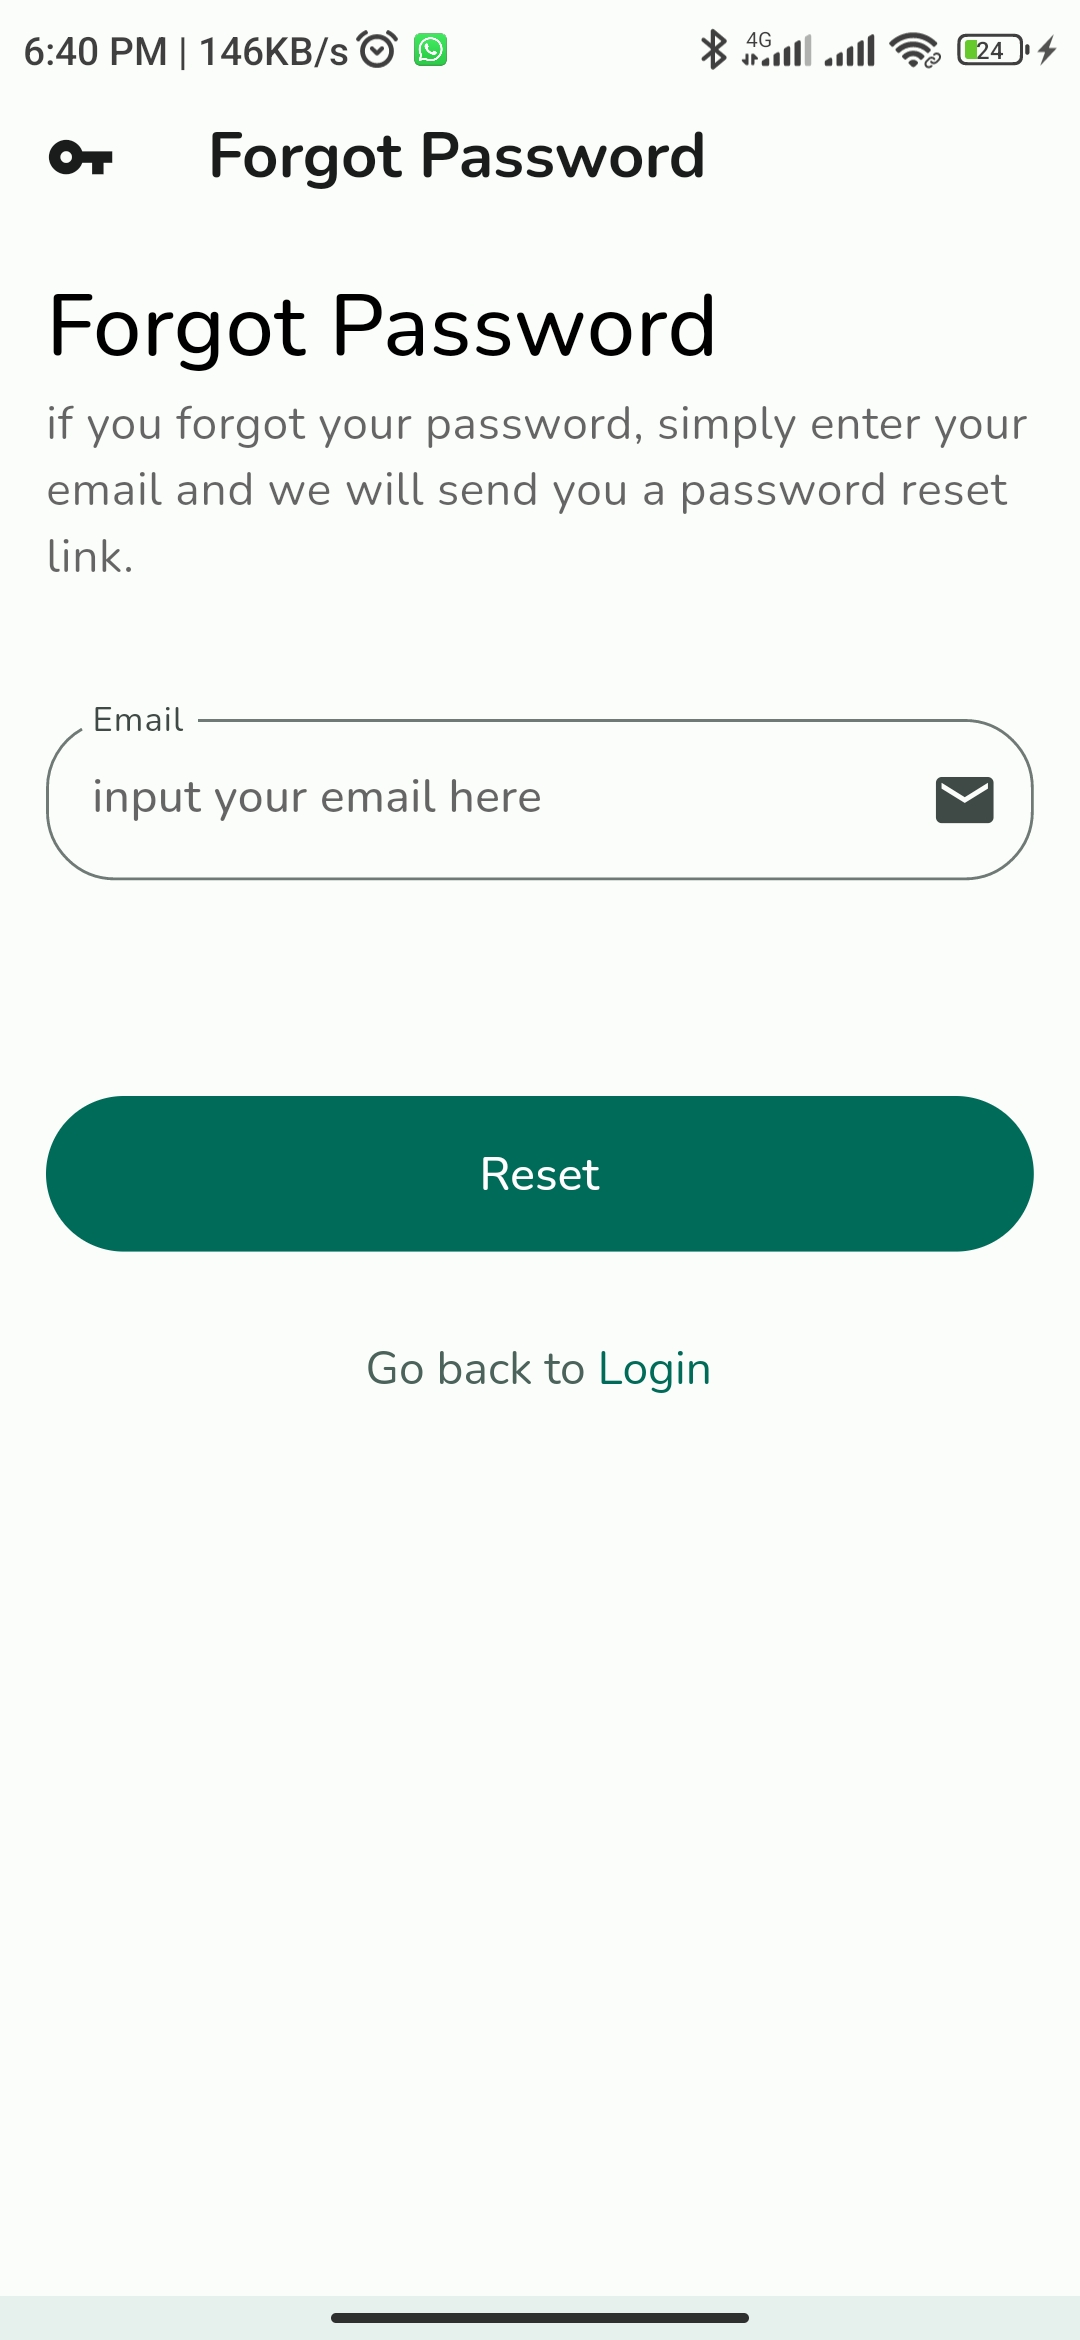 6:40 PM | 146KB/s 4G 24
Forgot Password
Forgot Password
if you forgot your password, simply enter your
email and we will send you a password reset
link.
Email
input your email here
Reset
Go back to Login